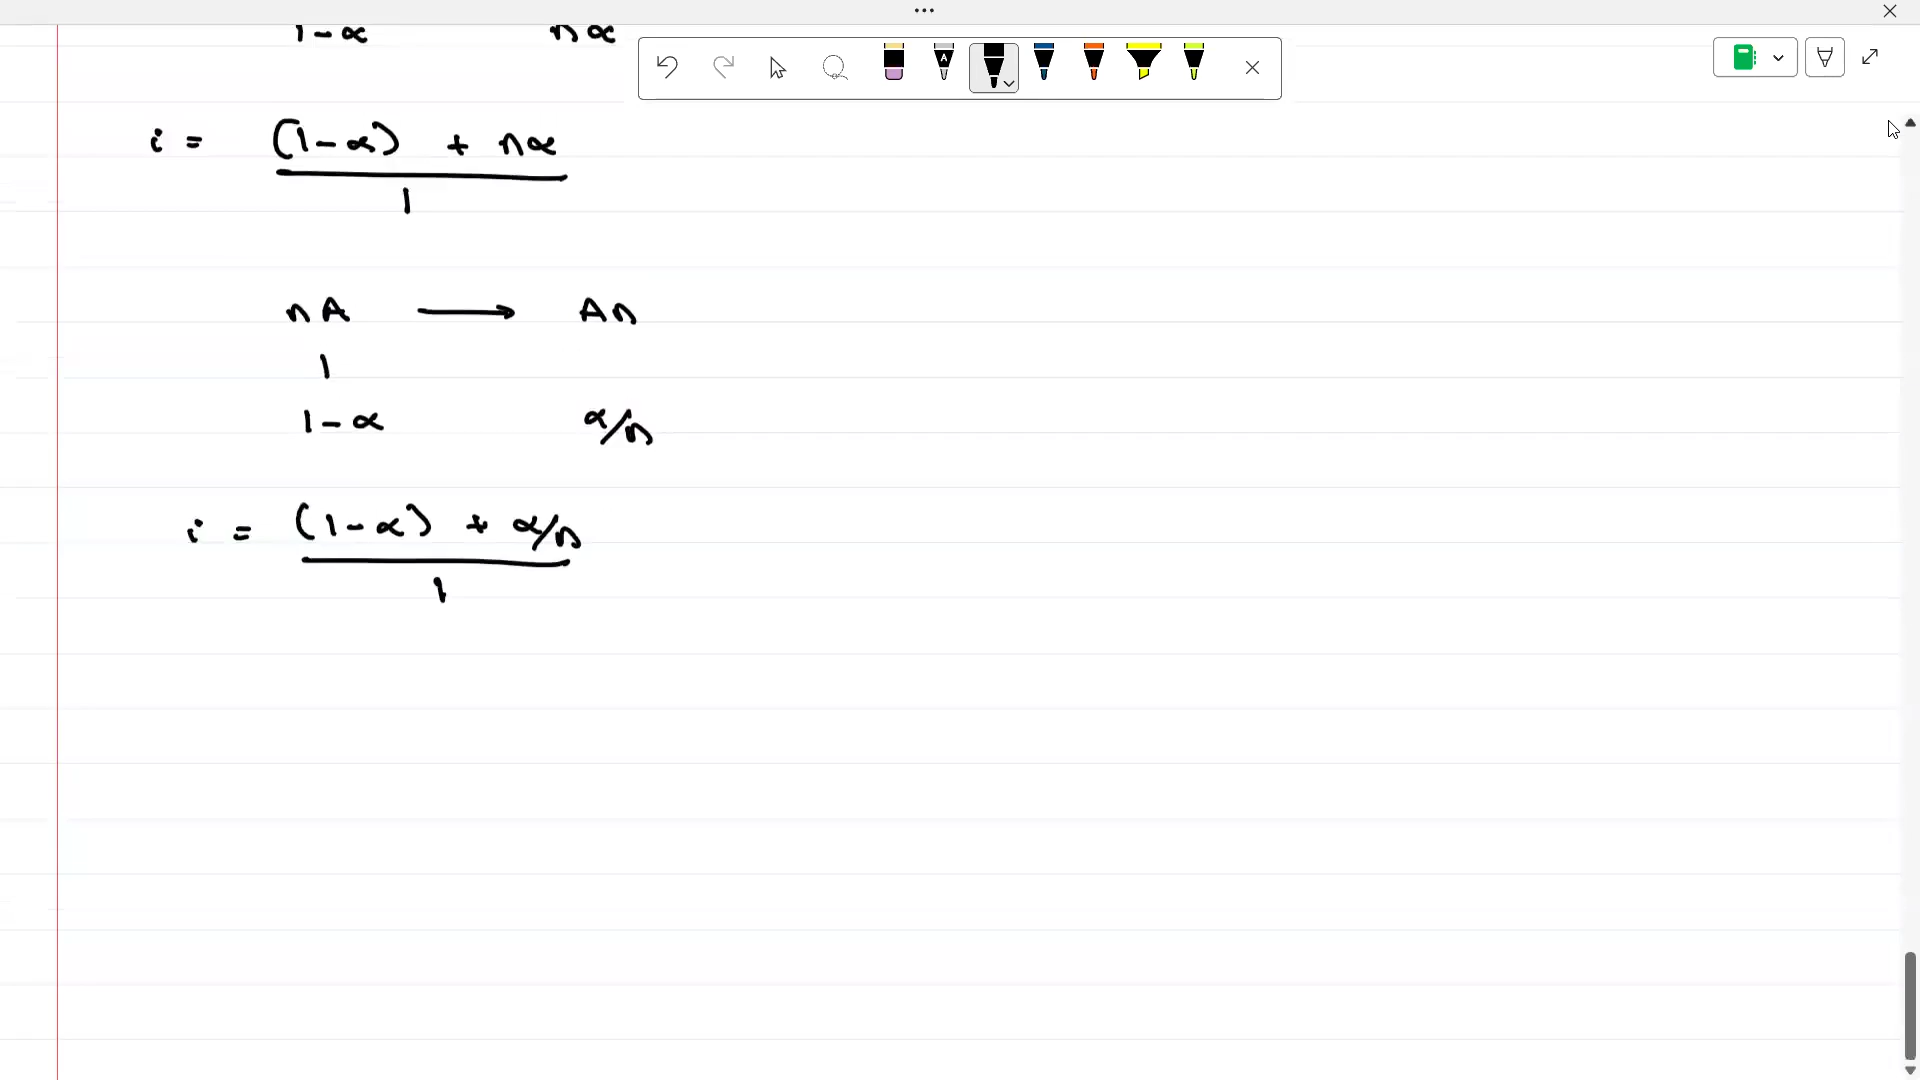 1-α nα
i = (1-α) + nα
1
nA → An
1
1-α α/n
i = (1-α) + α/n
1